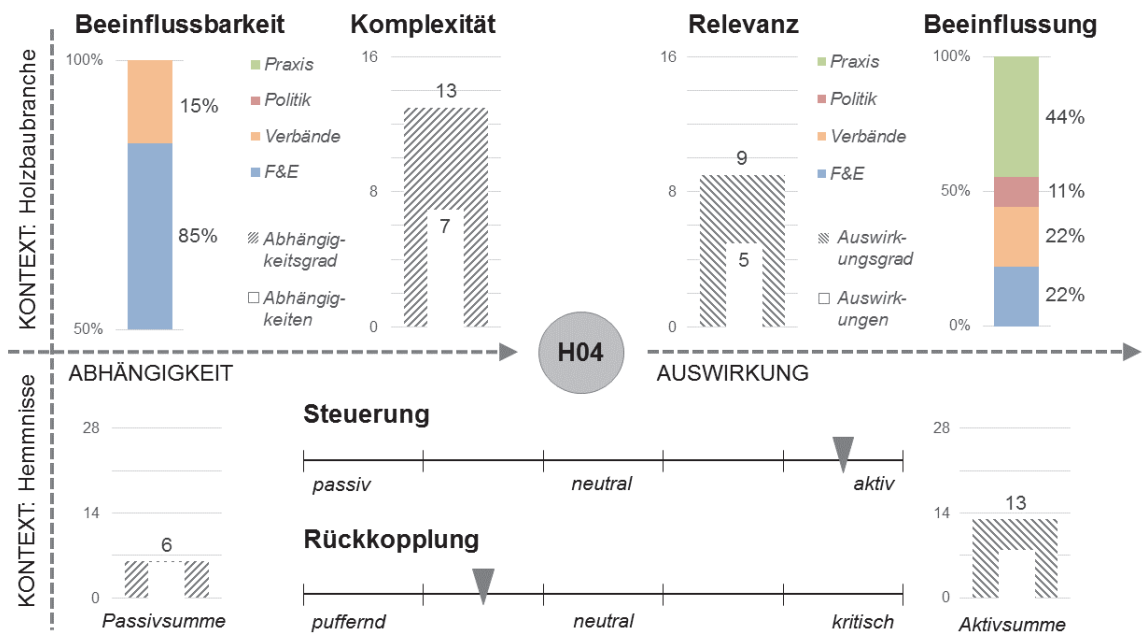 Beeinflussbarkeit
Komplexität
Relevanz
Beeinflussung
KONTEXT: Holzbaubranche
100%
15%
85%
50%
Praxis
Politik
Verbände
F&E
Abhängig-
keitsgrad
Abhängig-
keiten
16
13
8
7
0
16
9
8
5
0
Praxis
Politik
Verbände
F&E
Auswirk-
ungsgrad
Auswirk-
ungen
100%
44%
50%
11%
22%
22%
0%
H04
ABHÄNGIGKEIT
AUSWIRKUNG
KONTEXT: Hemmnisse
28
14
6
0
Passivsumme
Steuerung
passiv
neutral
aktiv
Rückkopplung
puffernd
neutral
kritisch
28
14
13
0
Aktivsumme